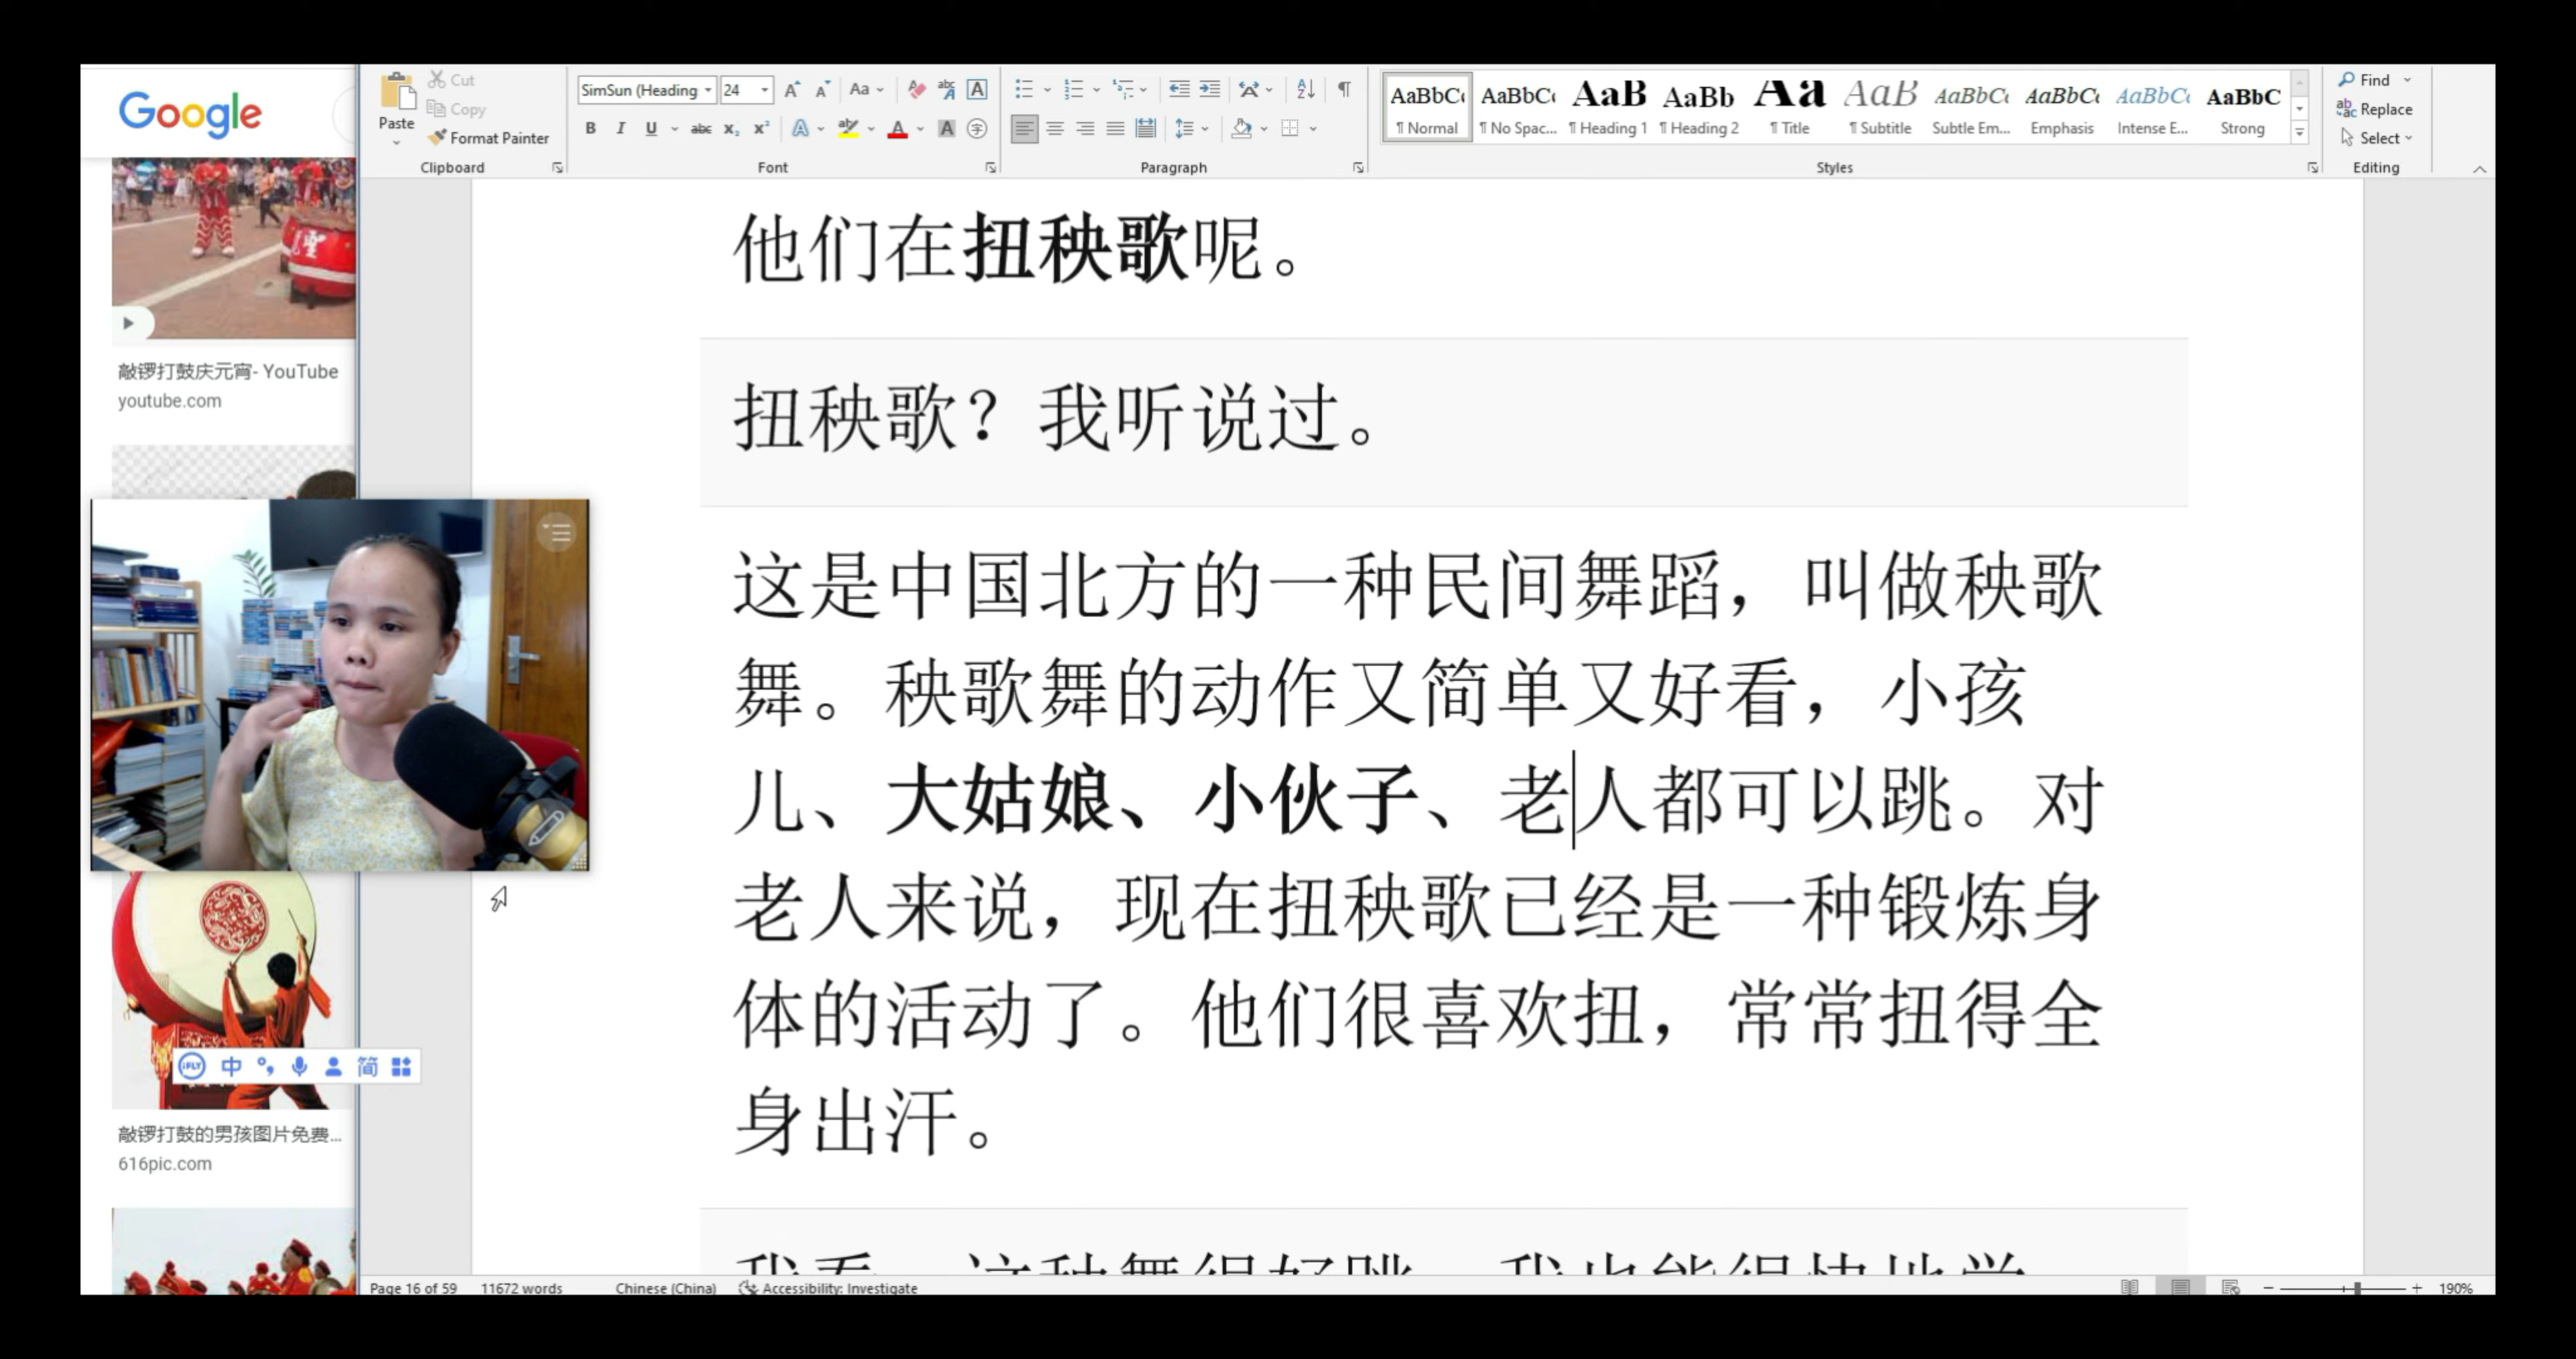 Google
敲锣打鼓庆元宵- YouTube
youtube.com
iFLY 中 简
敲锣打鼓的男孩图片免费...
616pic.com
Paste
Cut
Copy
Format Painter
Clipboard
SimSun (Heading 24
Font
Paragraph
AaBbCc AaBbCc AaB AaBb Aa AaB AaBbCc AaBbCc AaBbCc AaBbC
¶ Normal ¶ No Spac... ¶ Heading 1 ¶ Heading 2 ¶ Title ¶ Subtitle Subtle Em... Emphasis Intense E... Strong
Styles
Find
Replace
Select
Editing
他们在扭秧歌呢。
扭秧歌？我听说过。
这是中国北方的一种民间舞蹈，叫做秧歌
舞。秧歌舞的动作又简单又好看，小孩
儿、大姑娘、小伙子、老人都可以跳。对
老人来说，现在扭秧歌已经是一种锻炼身
体的活动了。他们很喜欢扭，常常扭得全
身出汗。
Page 16 of 59 11672 words Chinese (China) Accessibility: Investigate 190%